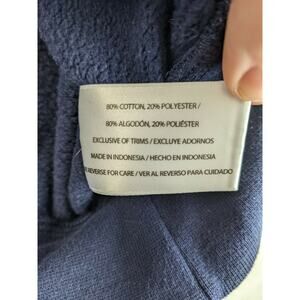 80% COTTON, 20% POLYESTER /
80% ALGODÓN, 20% POLIÉSTER
EXCLUSIVE OF TRIMS / EXCLUYE ADORNOS
MADE IN INDONESIA / HECHO EN INDONESIA
REVERSE FOR CARE / VER AL REVERSO PARA CUIDADO